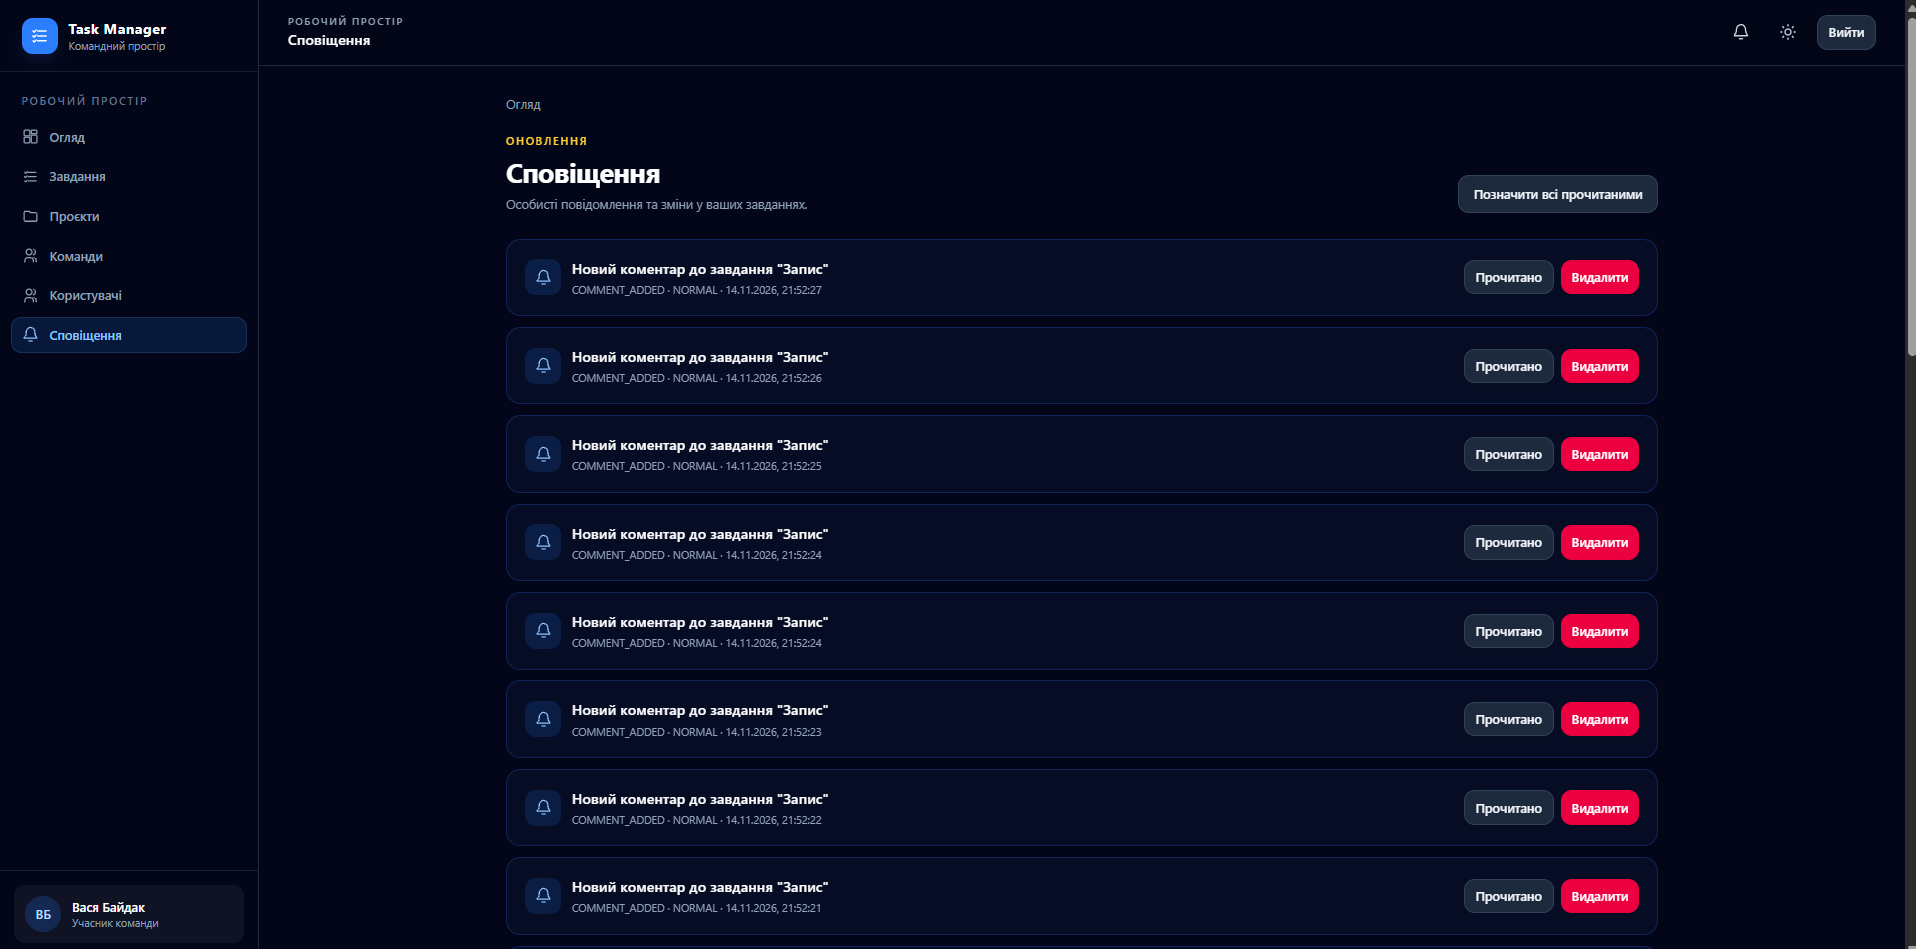 Task Manager
Командний простір
РОБОЧИЙ ПРОСТІР
Огляд
Завдання
Проєкти
Команди
Користувачі
Сповіщення
ВБ
Вася Байдак
Учасник команди
РОБОЧИЙ ПРОСТІР
Сповіщення
Вийти
Огляд
ОНОВЛЕННЯ
Сповіщення
Особисті повідомлення та зміни у ваших завданнях.
Позначити всі прочитаними
Новий коментар до завдання "Запис"
COMMENT_ADDED · NORMAL · 14.11.2026, 21:52:27
Прочитано Видалити
Новий коментар до завдання "Запис"
COMMENT_ADDED · NORMAL · 14.11.2026, 21:52:26
Прочитано Видалити
Новий коментар до завдання "Запис"
COMMENT_ADDED · NORMAL · 14.11.2026, 21:52:25
Прочитано Видалити
Новий коментар до завдання "Запис"
COMMENT_ADDED · NORMAL · 14.11.2026, 21:52:24
Прочитано Видалити
Новий коментар до завдання "Запис"
COMMENT_ADDED · NORMAL · 14.11.2026, 21:52:24
Прочитано Видалити
Новий коментар до завдання "Запис"
COMMENT_ADDED · NORMAL · 14.11.2026, 21:52:23
Прочитано Видалити
Новий коментар до завдання "Запис"
COMMENT_ADDED · NORMAL · 14.11.2026, 21:52:22
Прочитано Видалити
Новий коментар до завдання "Запис"
COMMENT_ADDED · NORMAL · 14.11.2026, 21:52:21
Прочитано Видалити